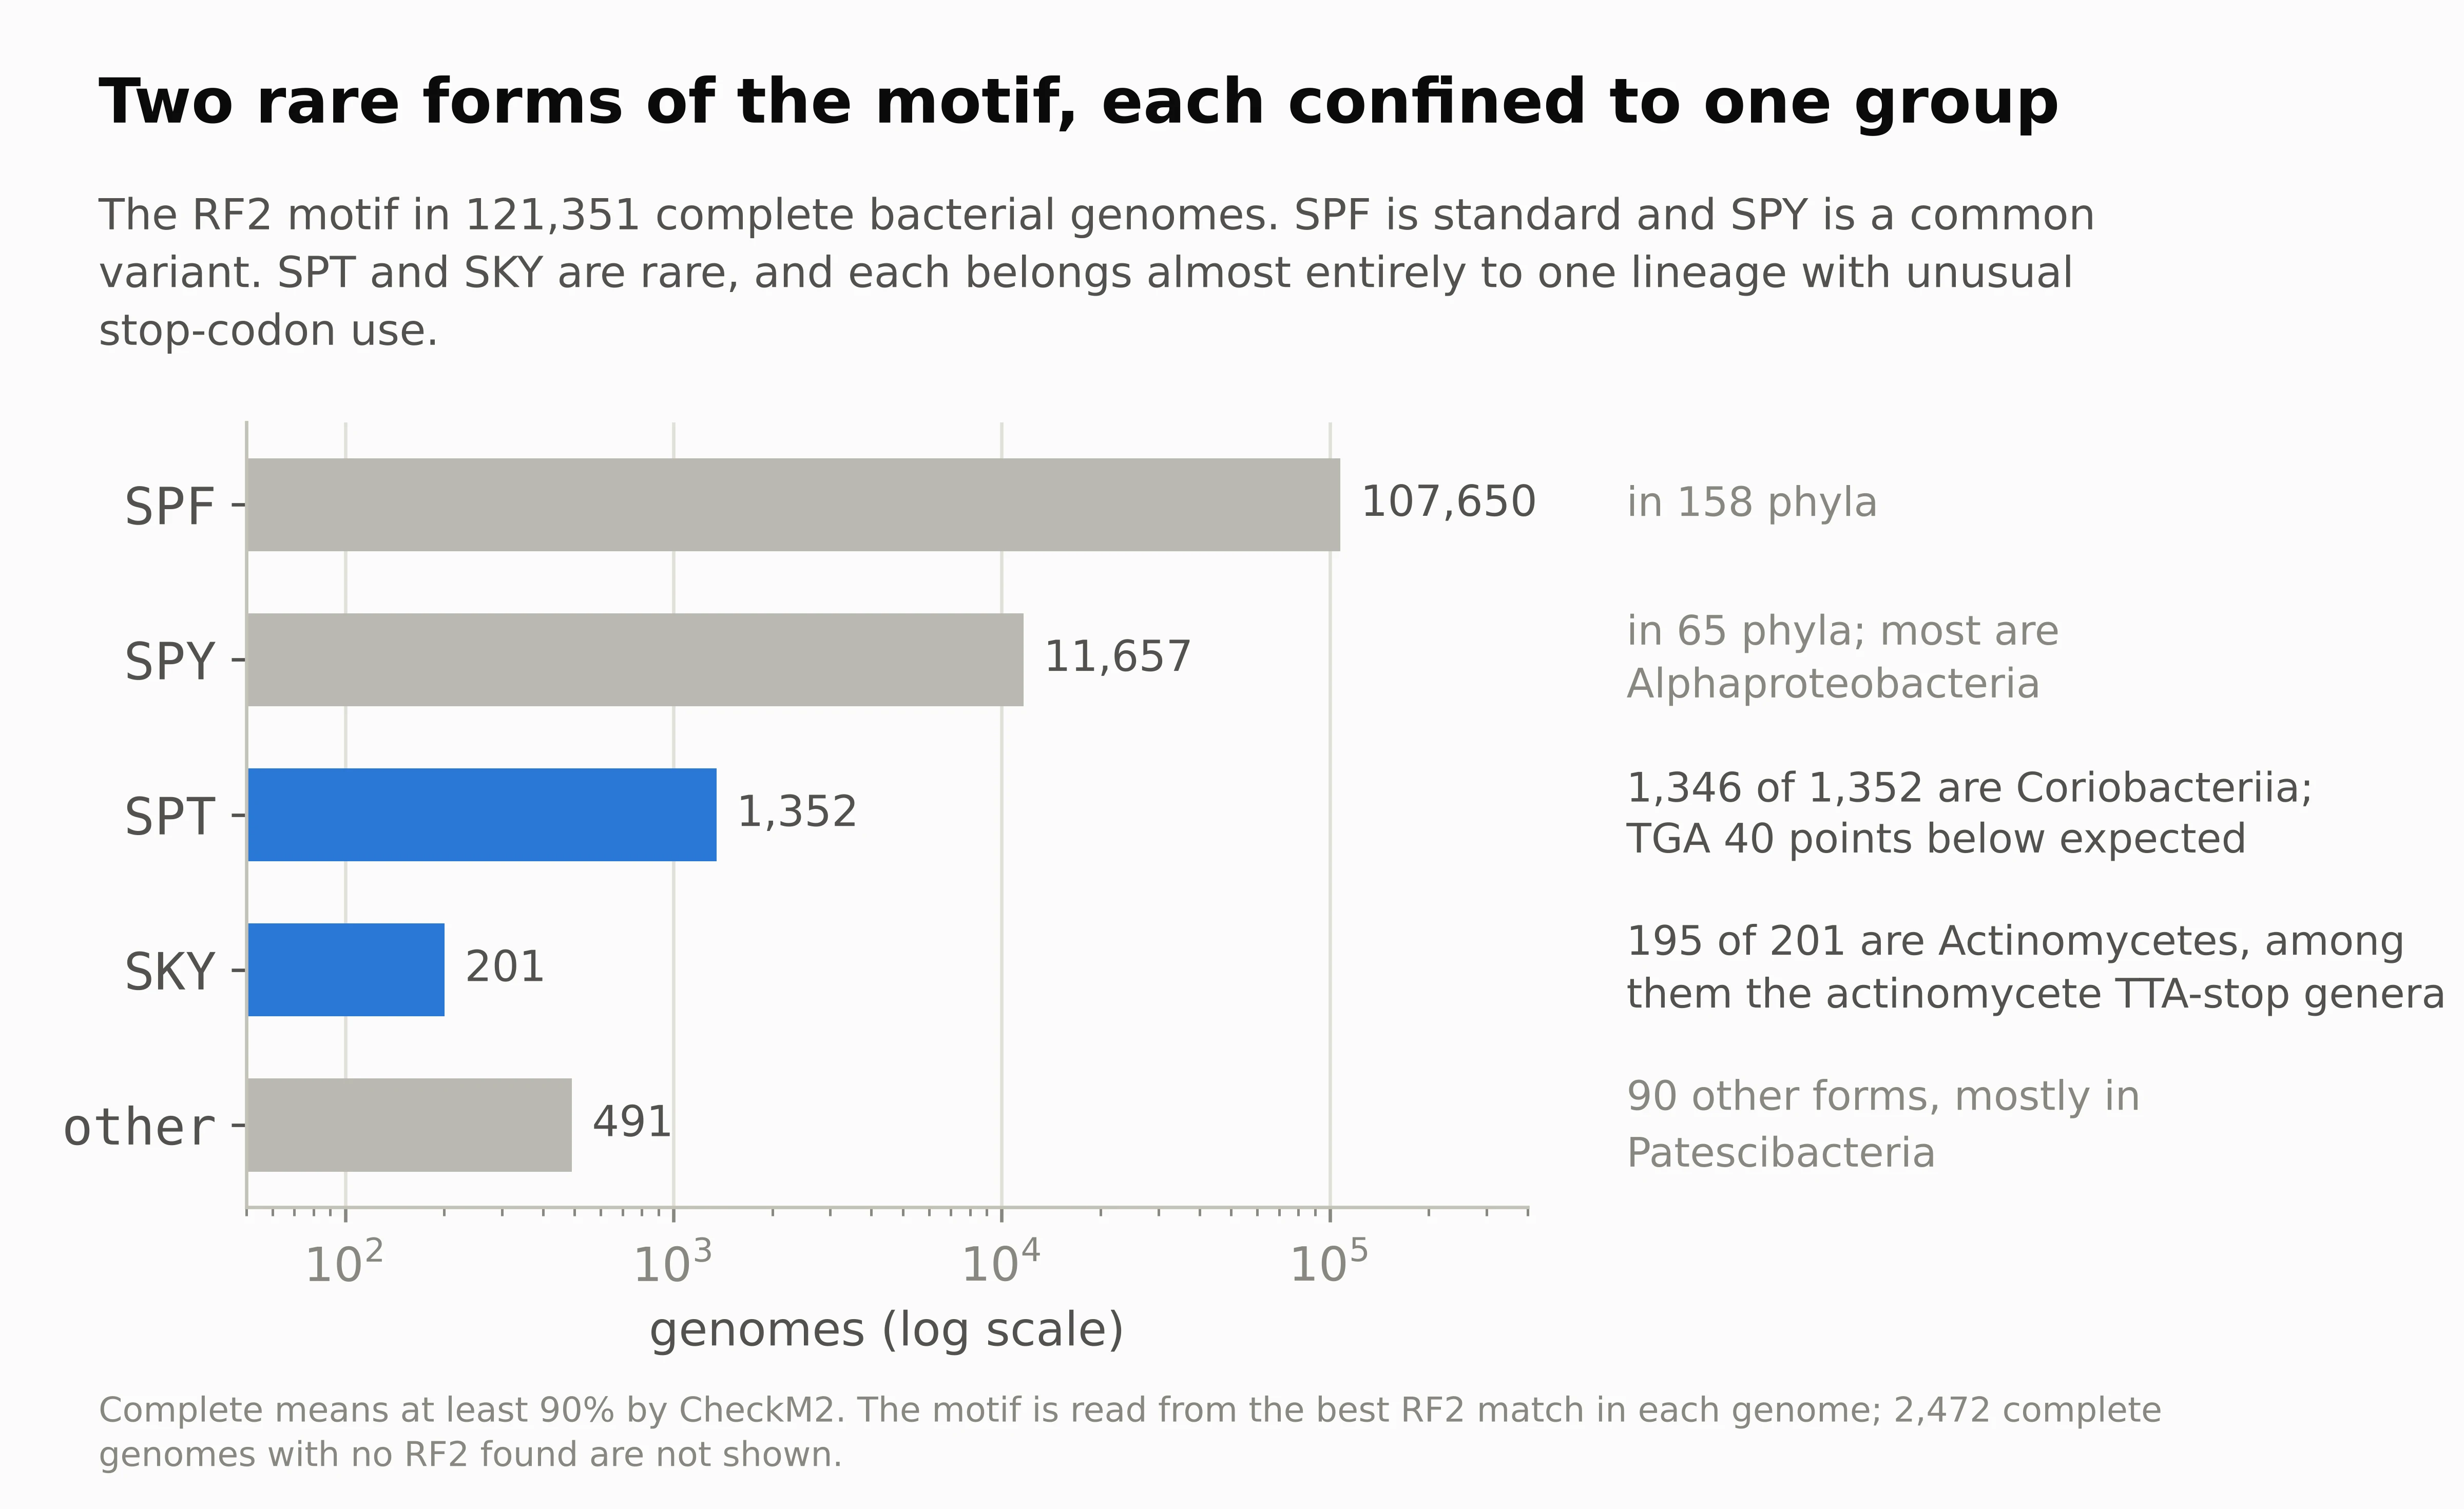 Two rare forms of the motif, each confined to one group
The RF2 motif in 121,351 complete bacterial genomes. SPF is standard and SPY is a common
variant. SPT and SKY are rare, and each belongs almost entirely to one lineage with unusual
stop-codon use.
SPF
107,650
in 158 phyla
SPY
11,657
in 65 phyla; most are
Alphaproteobacteria
SPT
1,352
1,346 of 1,352 are Coriobacteriia;
TGA 40 points below expected
SKY
201
195 of 201 are Actinomycetes, among
them the actinomycete TTA-stop genera
other
491
90 other forms, mostly in
Patescibacteria
10² 10³ 10⁴ 10⁵
genomes (log scale)
Complete means at least 90% by CheckM2. The motif is read from the best RF2 match in each genome; 2,472 complete
genomes with no RF2 found are not shown.